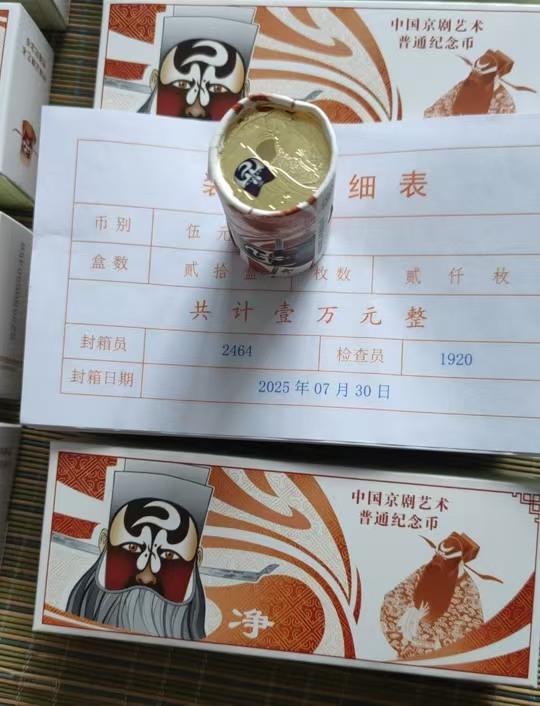 中国京剧艺术
普通纪念币
细表
币别 伍元
盒数 贰拾盒 枚数 贰仟枚
共计壹万元整
封箱员 2464 检查员 1920
封箱日期 2025年07月30日
中国京剧艺术
普通纪念币
净